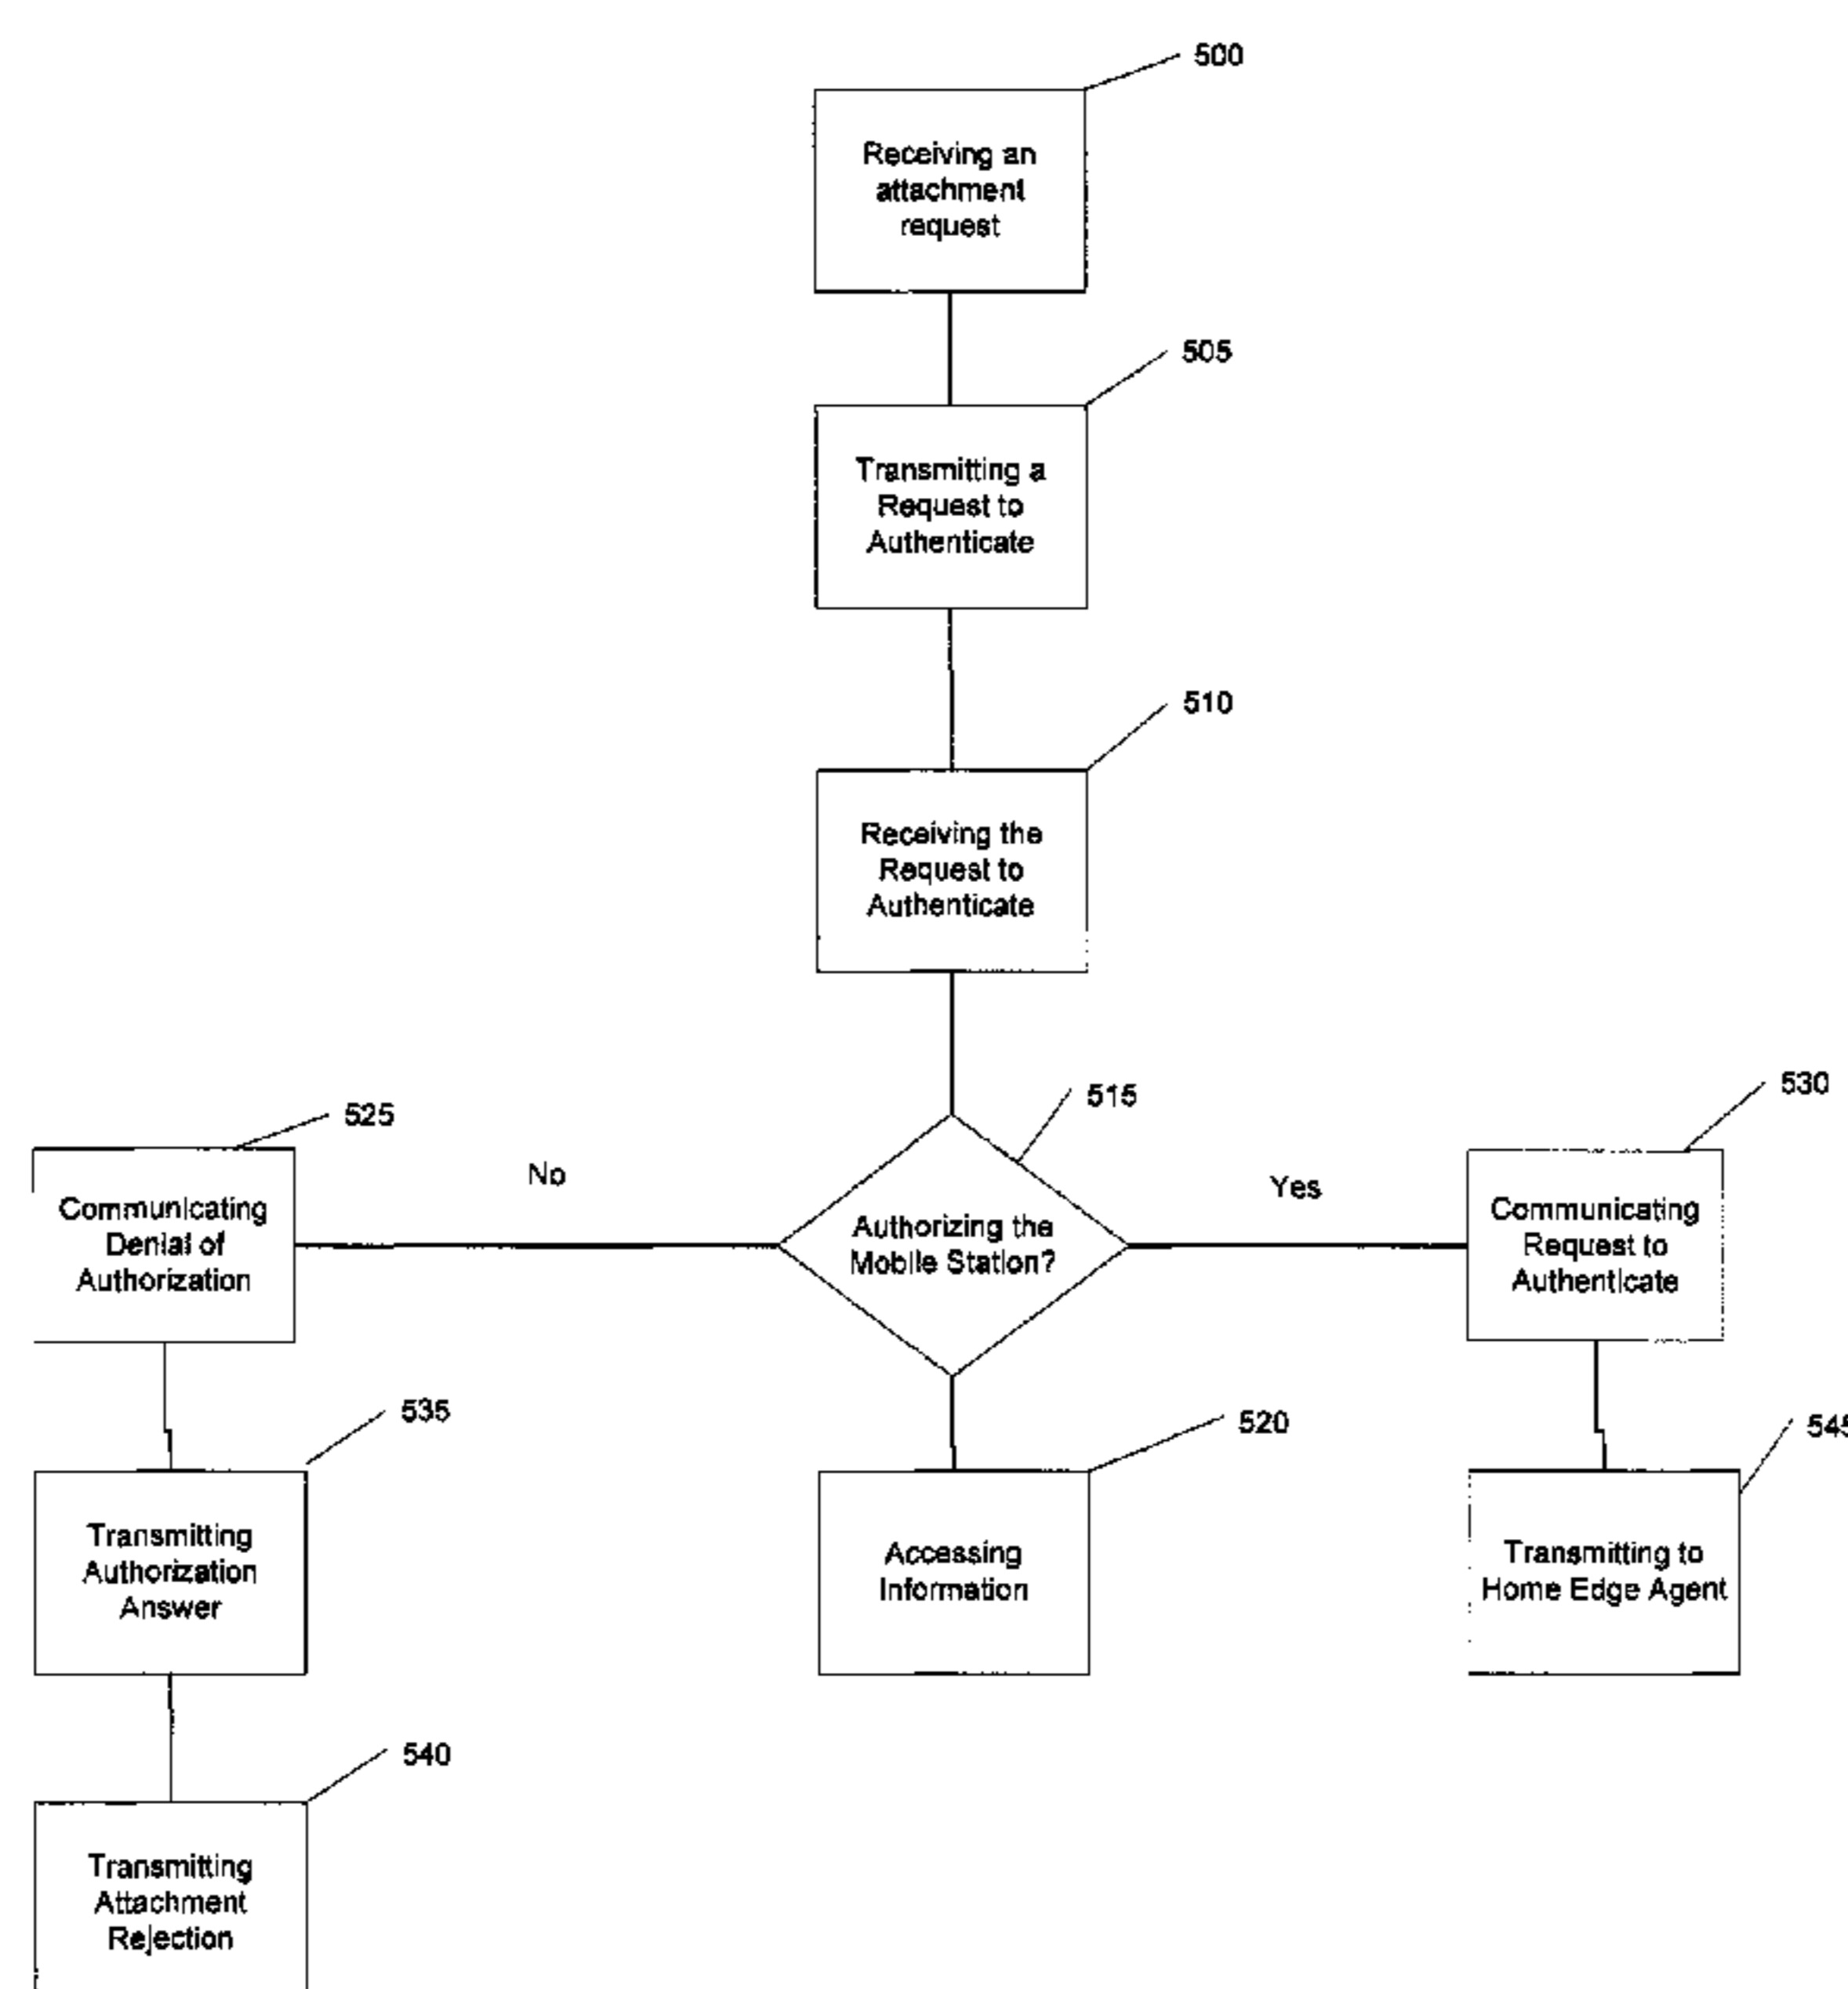 500
Receiving an
attachment
request
505
Transmitting a
Request to
Authenticate
510
Receiving the
Request to
Authenticate
515
Authorizing the
Mobile Station?
No
Yes
525
Communicating
Denial of
Authorization
530
Communicating
Request to
Authenticate
535
Transmitting
Authorization
Answer
520
Accessing
Information
545
Transmitting to
Home Edge Agent
540
Transmitting
Attachment
Rejection